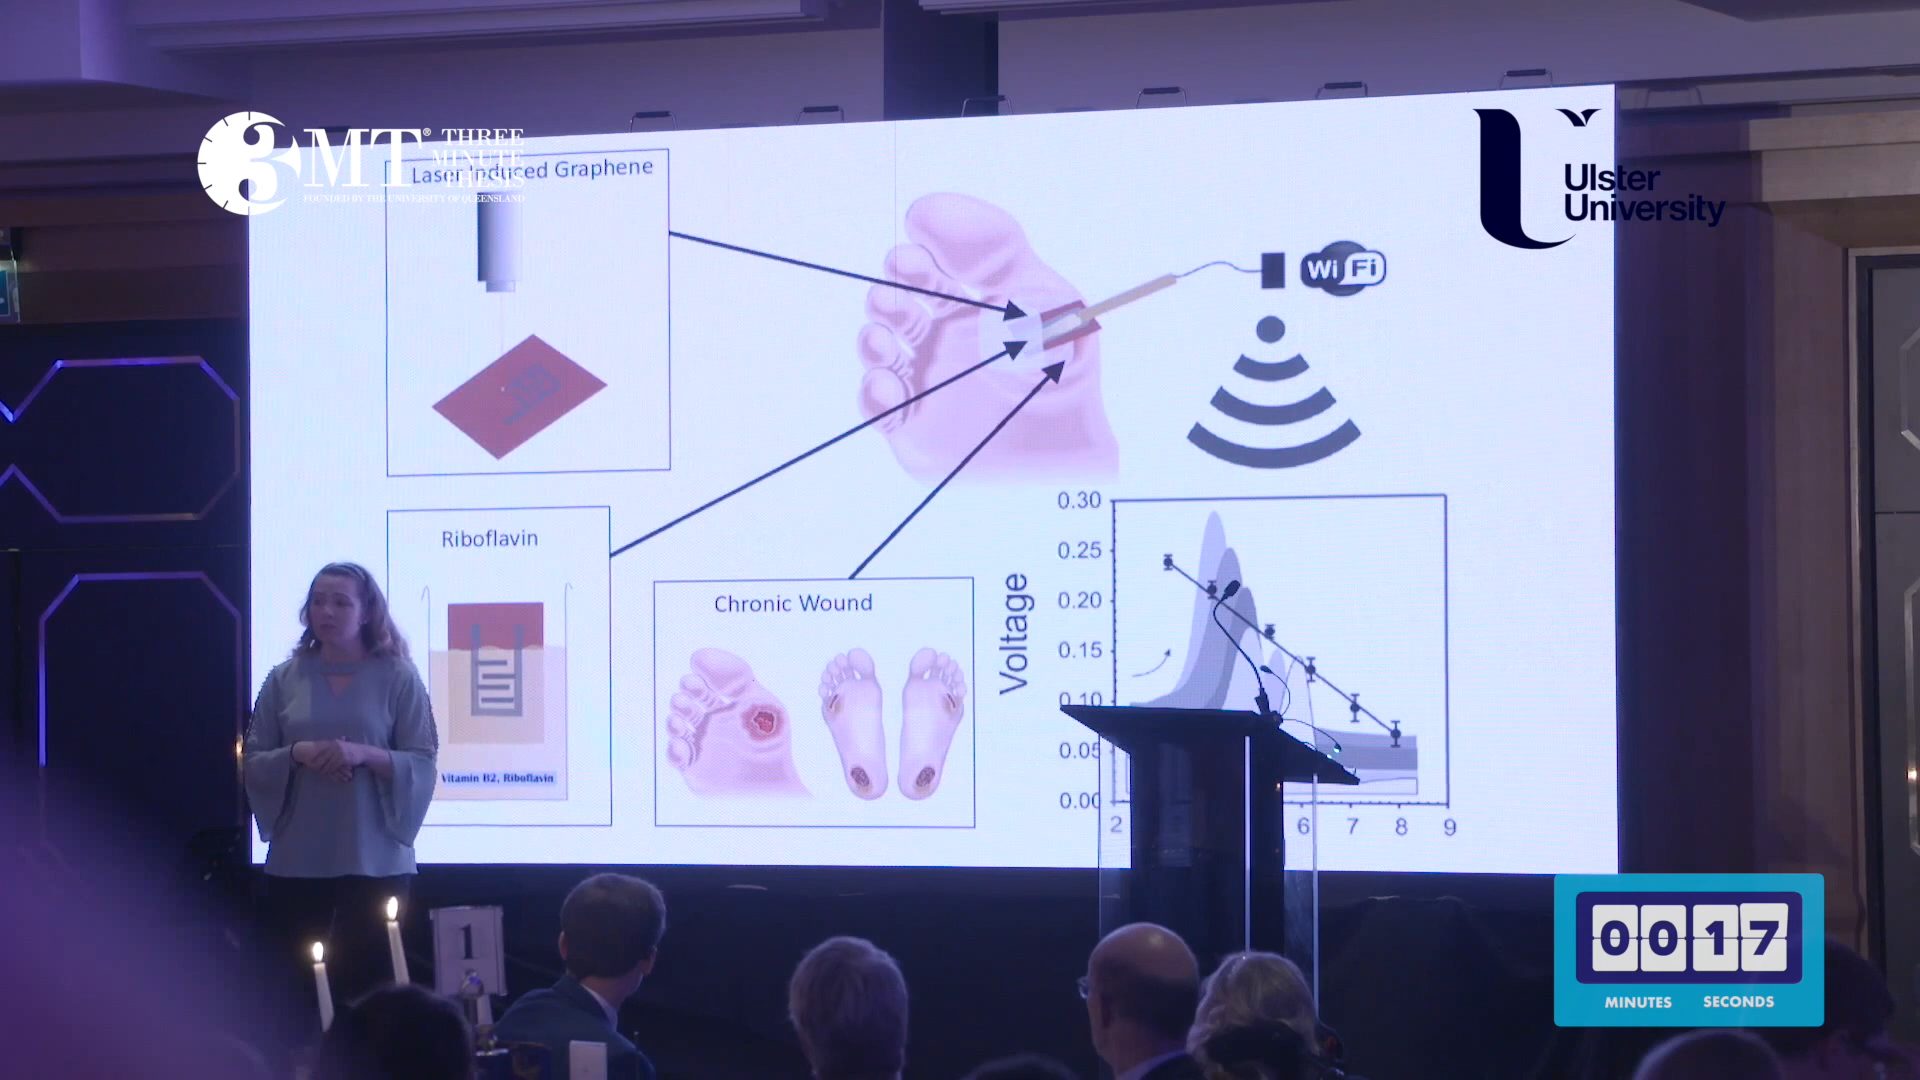 3MT® THREE
MINUTE
THESIS
FOUNDED BY THE UNIVERSITY OF QUEENSLAND
Laser Induced Graphene
Ulster
University
Wi Fi
Riboflavin
Vitamin B2, Riboflavin
Chronic Wound
Voltage
0.30
0.25
0.20
0.15
0.10
0.05
0.00
2 6 7 8 9
1
00 17
MINUTES SECONDS